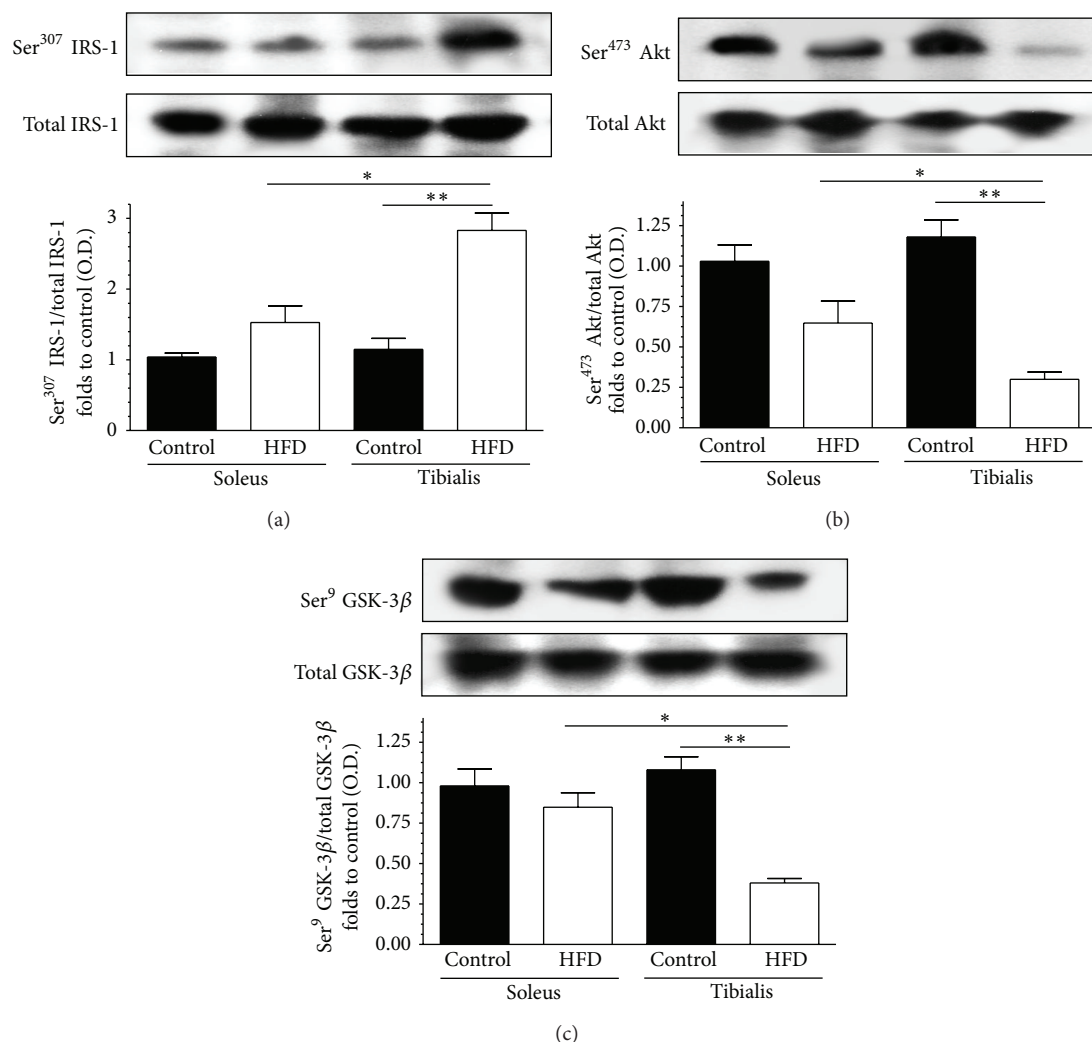 Ser³⁰⁷ IRS-1
Total IRS-1
*
**
Ser³⁰⁷ IRS-1/total IRS-1
folds to control (O.D.)
3
2
1
0
Control HFD Control HFD
Soleus Tibialis
(a)
Ser⁴⁷³ Akt
Total Akt
*
**
Ser⁴⁷³ Akt/total Akt
folds to control (O.D.)
1.25
1.00
0.75
0.50
0.25
0.00
Control HFD Control HFD
Soleus Tibialis
(b)
Ser⁹ GSK-3β
Total GSK-3β
*
**
Ser⁹ GSK-3β/total GSK-3β
folds to control (O.D.)
1.25
1.00
0.75
0.50
0.25
0.00
Control HFD Control HFD
Soleus Tibialis
(c)